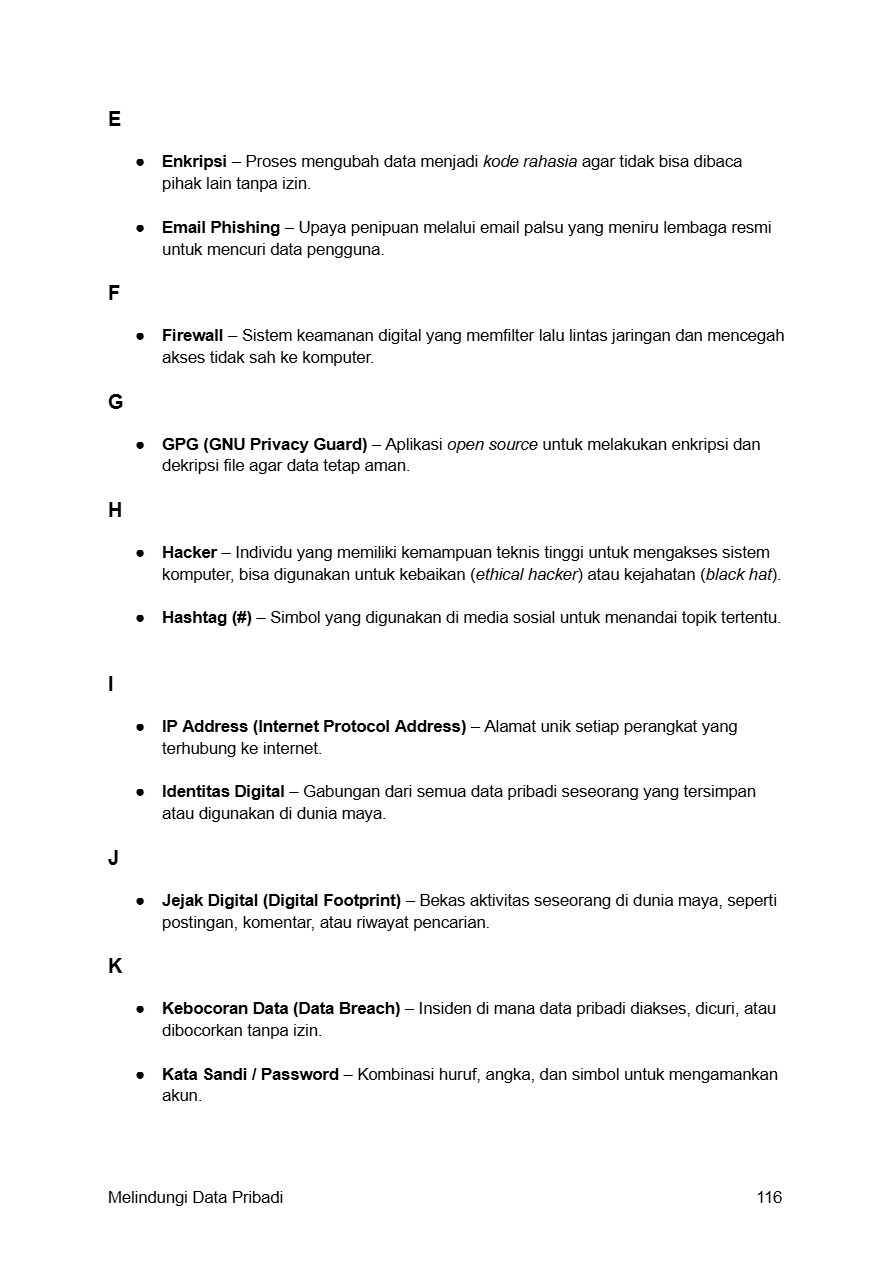 E
● Enkripsi – Proses mengubah data menjadi kode rahasia agar tidak bisa dibaca
pihak lain tanpa izin.
● Email Phishing – Upaya penipuan melalui email palsu yang meniru lembaga resmi
untuk mencuri data pengguna.
F
● Firewall – Sistem keamanan digital yang memfilter lalu lintas jaringan dan mencegah
akses tidak sah ke komputer.
G
● GPG (GNU Privacy Guard) – Aplikasi open source untuk melakukan enkripsi dan
dekripsi file agar data tetap aman.
H
● Hacker – Individu yang memiliki kemampuan teknis tinggi untuk mengakses sistem
komputer, bisa digunakan untuk kebaikan (ethical hacker) atau kejahatan (black hat).
● Hashtag (#) – Simbol yang digunakan di media sosial untuk menandai topik tertentu.
I
● IP Address (Internet Protocol Address) – Alamat unik setiap perangkat yang
terhubung ke internet.
● Identitas Digital – Gabungan dari semua data pribadi seseorang yang tersimpan
atau digunakan di dunia maya.
J
● Jejak Digital (Digital Footprint) – Bekas aktivitas seseorang di dunia maya, seperti
postingan, komentar, atau riwayat pencarian.
K
● Kebocoran Data (Data Breach) – Insiden di mana data pribadi diakses, dicuri, atau
dibocorkan tanpa izin.
● Kata Sandi / Password – Kombinasi huruf, angka, dan simbol untuk mengamankan
akun.
Melindungi Data Pribadi 116